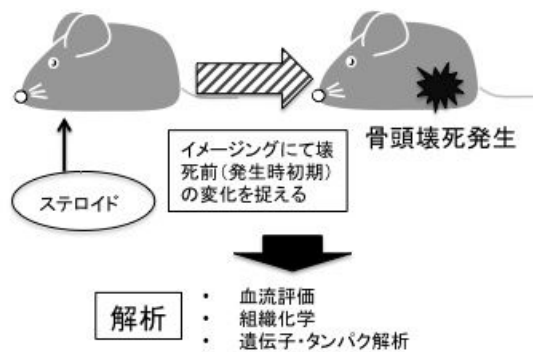 骨頭壊死発生
イメージングにて壊
死前(発生時初期)
の変化を捉える
ステロイド
解析
・ 血流評価
・ 組織化学
・ 遺伝子・タンパク解析